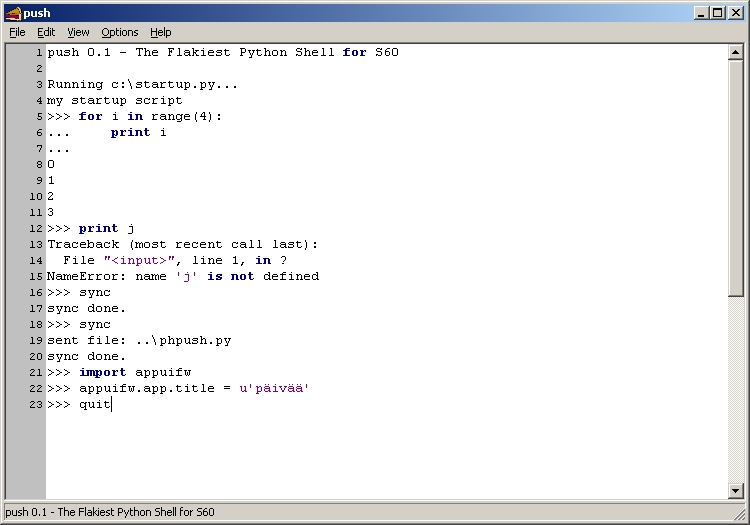 push
File Edit View Options Help
1 push 0.1 - The Flakiest Python Shell for S60
2
3 Running c:\startup.py...
4 my startup script
5 >>> for i in range(4):
6 ...     print i
7 ...
8 0
9 1
10 2
11 3
12 >>> print j
13 Traceback (most recent call last):
14   File "<input>", line 1, in ?
15 NameError: name 'j' is not defined
16 >>> sync
17 sync done.
18 >>> sync
19 sent file: ..\phpush.py
20 sync done.
21 >>> import appuifw
22 >>> appuifw.app.title = u'päivää'
23 >>> quit
push 0.1 - The Flakiest Python Shell for S60